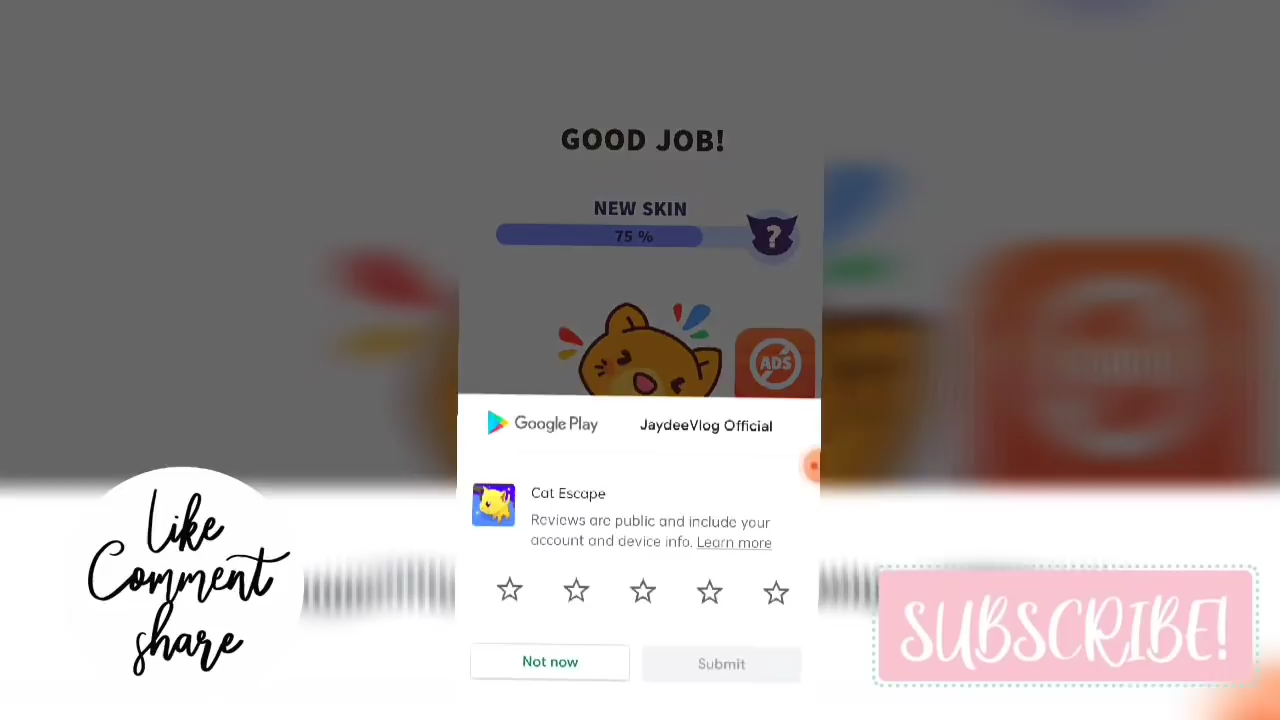 GOOD JOB!
NEW SKIN
75 %
?
ADS
Google Play JaydeeVlog Official
Cat Escape
Reviews are public and include your
account and device info. Learn more
Not now Submit
like
Comment
share
SUBSCRIBE!